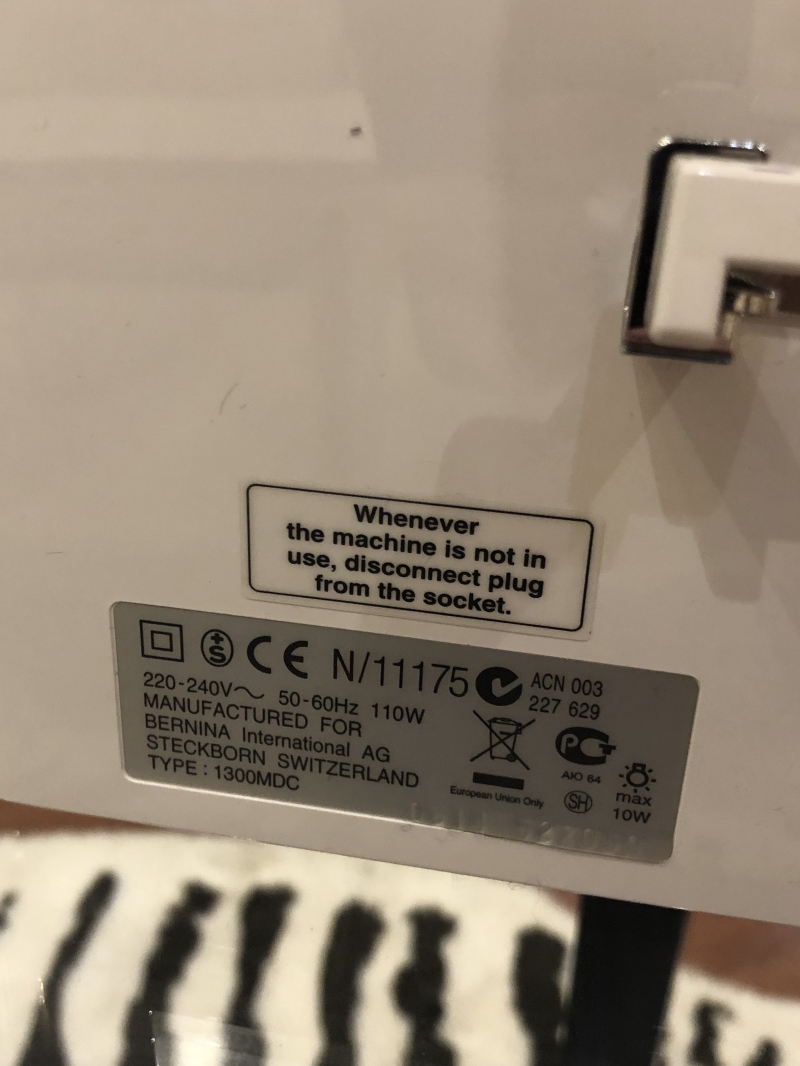 Whenever
the machine is not in
use, disconnect plug
from the socket.
+S CE N/11175 ACN 003
227 629
220-240V~ 50-60Hz 110W
MANUFACTURED FOR
BERNINA International AG
STECKBORN SWITZERLAND
TYPE : 1300MDC
European Union Only
PCT
АЮ 64
SH
max
10W